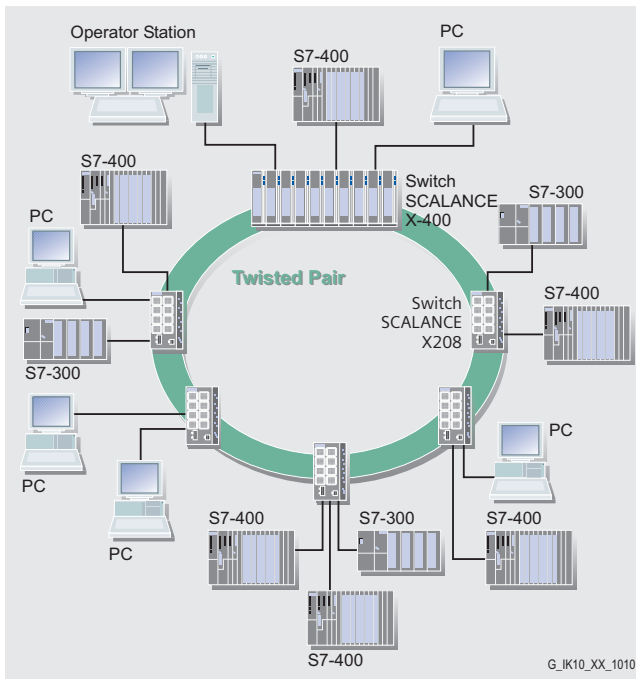 Operator Station
PC
S7-400
S7-400
Switch
SCALANCE
X-400
S7-300
PC
Twisted Pair
Switch
SCALANCE
X208
S7-400
S7-300
PC
PC
PC
S7-400
S7-300
S7-400
S7-400
G_IK10_XX_1010